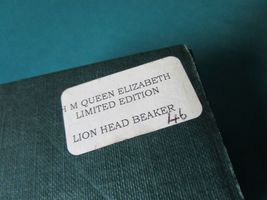 H M QUEEN ELIZABETH
LIMITED EDITION
LION HEAD BEAKER
46